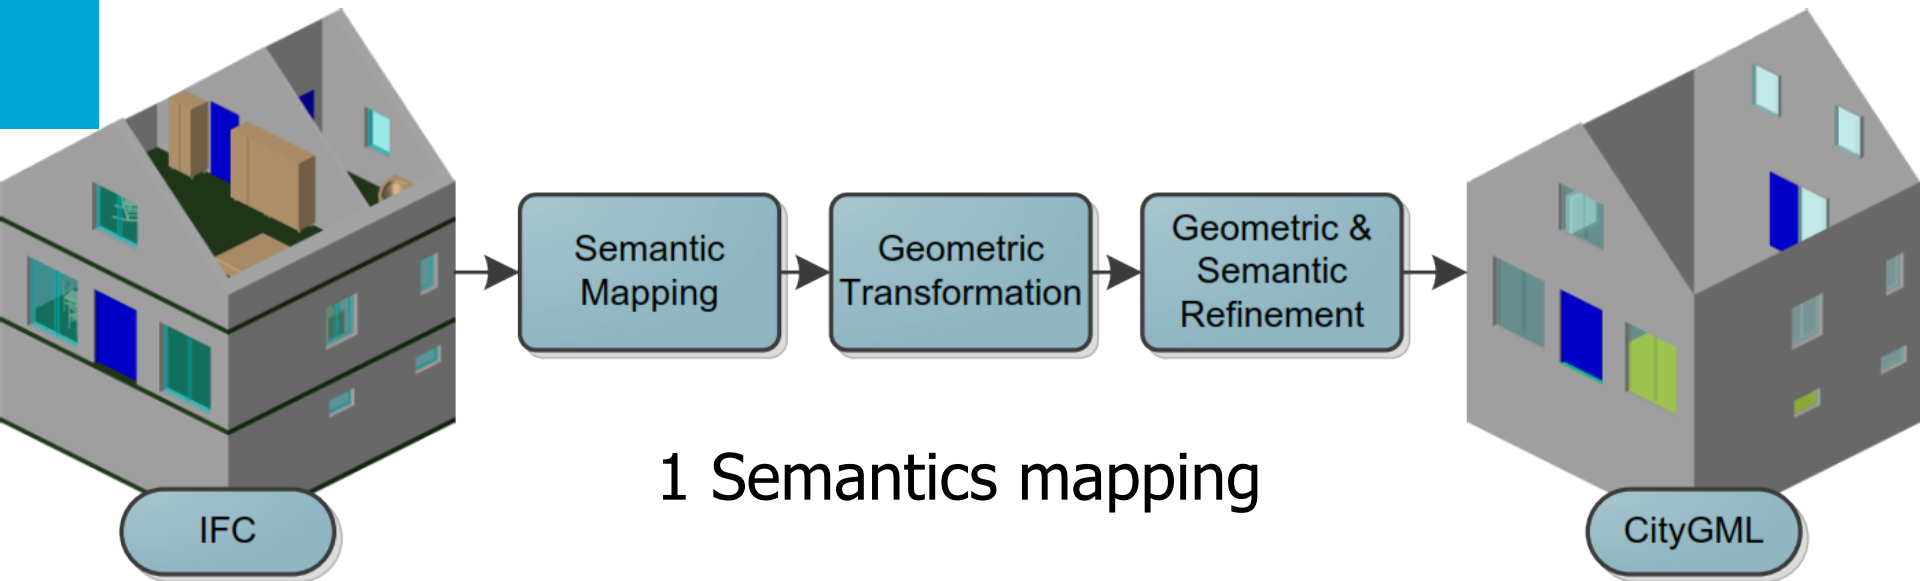 Semantic
Mapping
Geometric
Transformation
Geometric &
Semantic
Refinement
1 Semantics mapping
IFC
CityGML